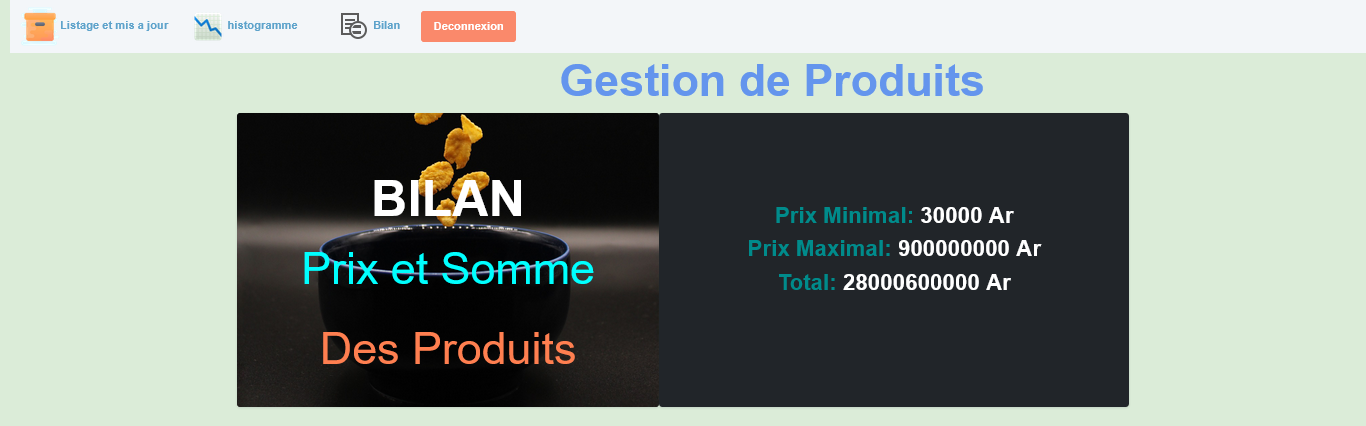 Listage et mis a jour histogramme Bilan Deconnexion
Gestion de Produits
BILAN
Prix et Somme
Des Produits
Prix Minimal: 30000 Ar
Prix Maximal: 900000000 Ar
Total: 28000600000 Ar